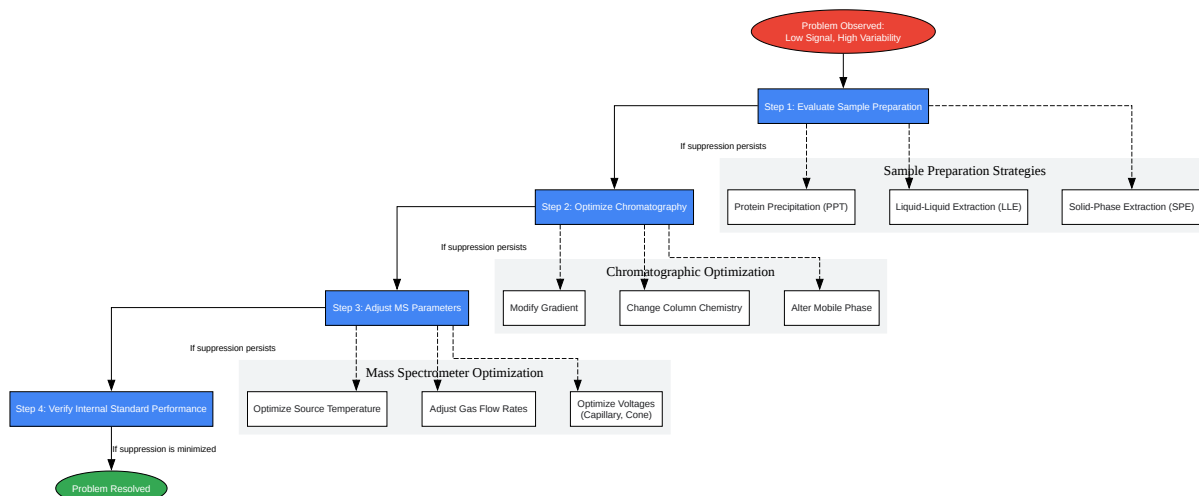 Problem Observed:
Low Signal, High Variability
Step 1: Evaluate Sample Preparation
If suppression persists
Sample Preparation Strategies
Protein Precipitation (PPT)
Liquid-Liquid Extraction (LLE)
Solid-Phase Extraction (SPE)
Step 2: Optimize Chromatography
If suppression persists
Chromatographic Optimization
Modify Gradient
Change Column Chemistry
Alter Mobile Phase
Step 3: Adjust MS Parameters
If suppression persists
Mass Spectrometer Optimization
Optimize Source Temperature
Adjust Gas Flow Rates
Optimize Voltages
(Capillary, Cone)
Step 4: Verify Internal Standard Performance
If suppression is minimized
Problem Resolved